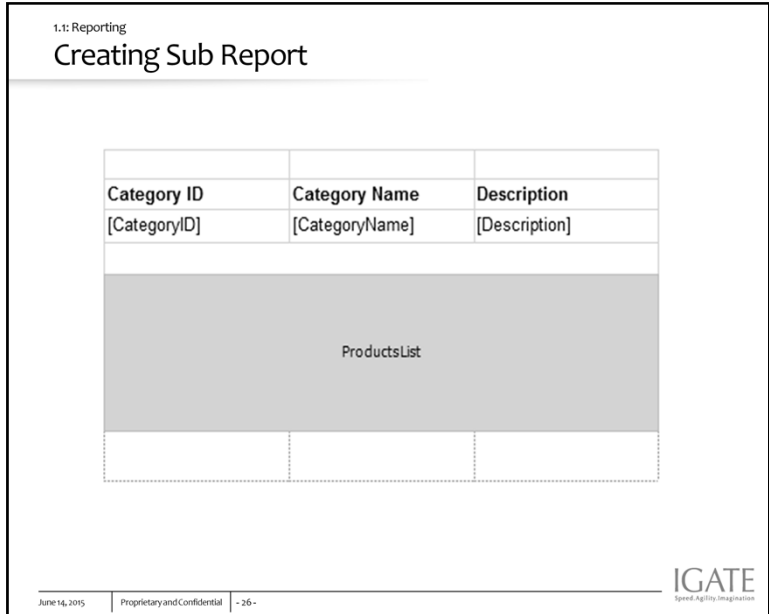 1.1: Reporting
Creating Sub Report
Category ID Category Name Description
[CategoryID] [CategoryName] [Description]
ProductsList
June 14, 2015 Proprietary and Confidential - 26 -
IGATE
Speed.Agility.Imagination